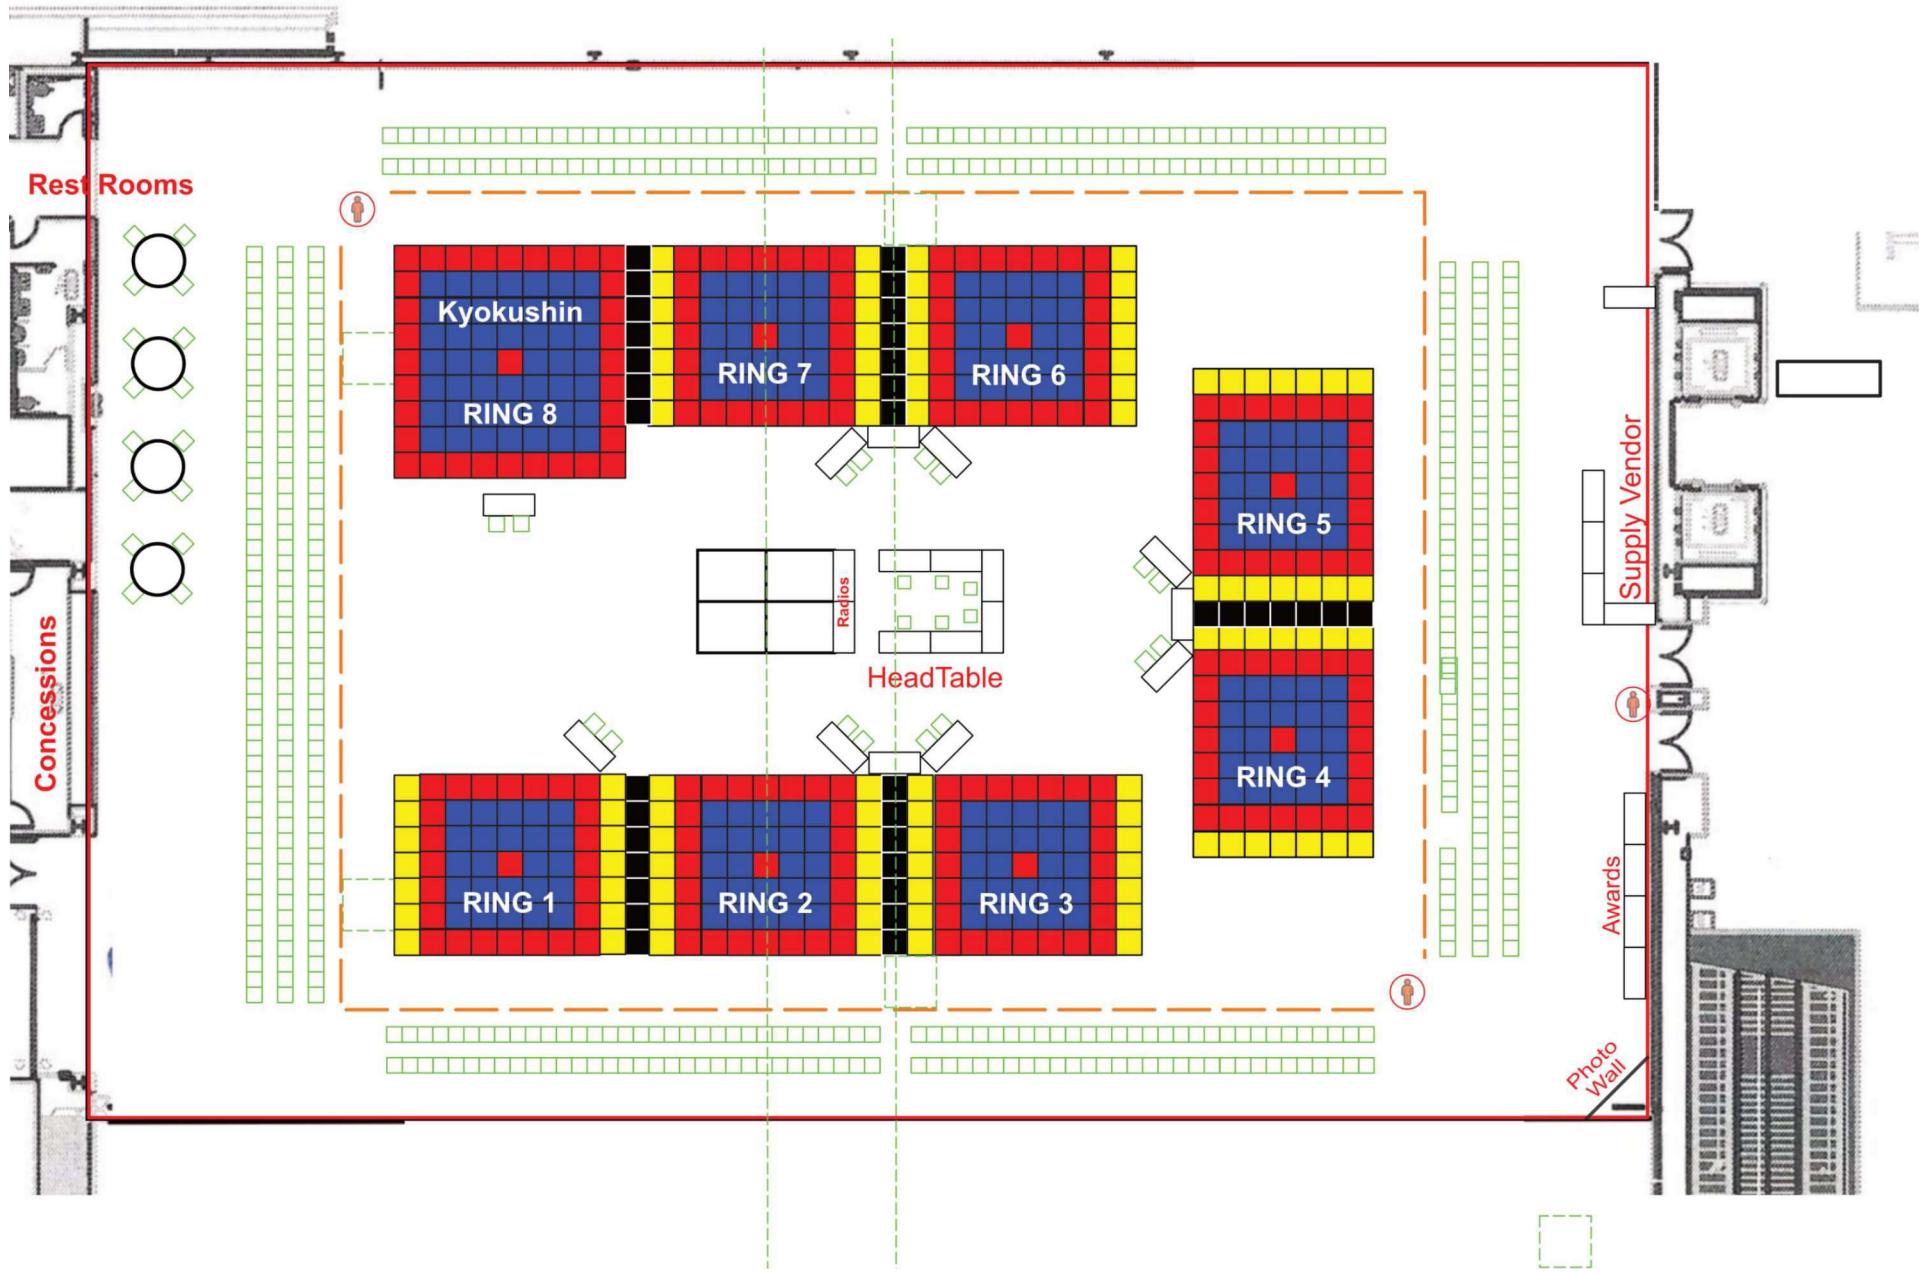 Rest Rooms
Kyokushin
RING 8
RING 7
RING 6
RING 5
Supply Vendor
Radios
HeadTable
Concessions
RING 4
RING 1
RING 2
RING 3
Awards
Photo
Wall